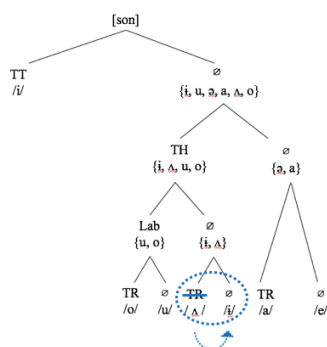 [son]
TT ∅
/i/ {ɨ, u, ə, a, ʌ, o}
TH ∅
{ɨ, ʌ, u, o} {ə, a}
Lab ∅
{u, o} {ɨ, ʌ}
TR ∅ TR ∅ TR ∅
/o/ /u/ /ʌ/ /ɨ/ /a/ /e/